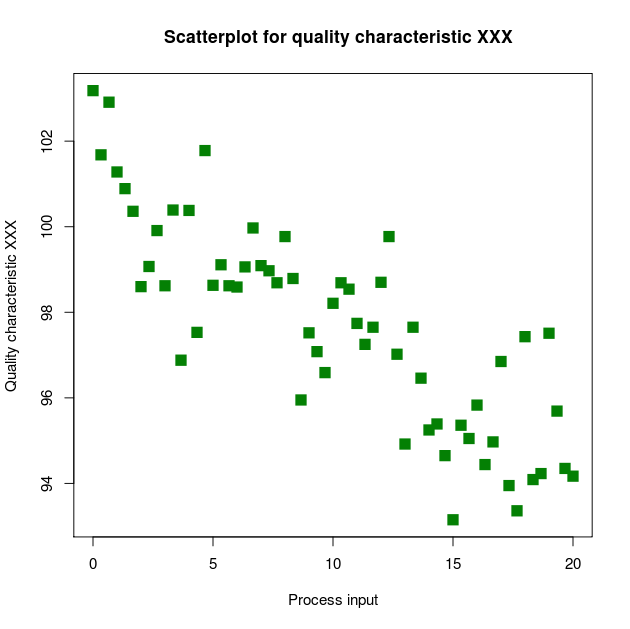 Scatterplot for quality characteristic XXX
Quality characteristic XXX
102
100
98
96
94
0 5 10 15 20
Process input